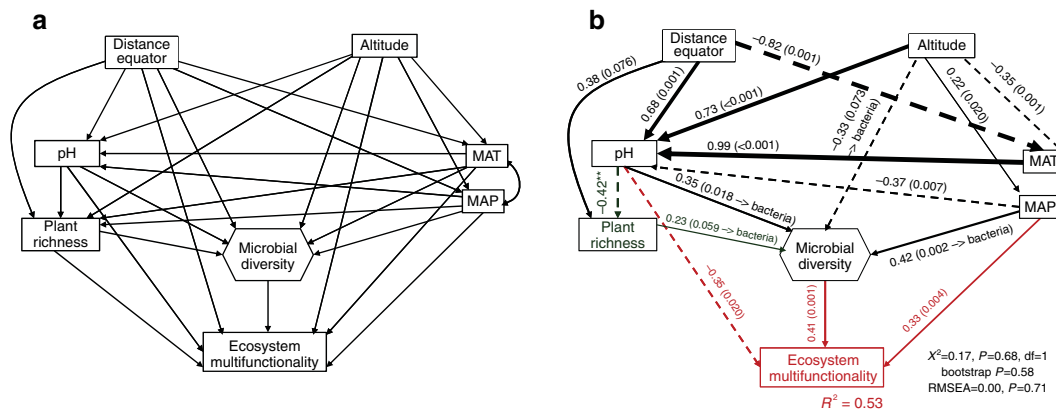 a
Distance
equator
Altitude
pH
MAT
MAP
Plant
richness
Microbial
diversity
Ecosystem
multifunctionality
b
Distance
equator
Altitude
−0.82 (0.001)
0.38 (0.076)
0.68 (0.001)
0.73 (<0.001)
−0.33 (0.073
−> bacteria)
0.22 (0.020)
−0.35 (0.001)
pH
0.99 (<0.001)
MAT
−0.37 (0.007)
MAP
−0.42**
0.35 (0.018 −> bacteria)
Plant
richness
0.23 (0.059 −> bacteria)
Microbial
diversity
0.42 (0.002 −> bacteria)
−0.35 (0.020)
0.41 (0.001)
0.33 (0.004)
Ecosystem
multifunctionality
R² = 0.53
X²=0.17, P=0.68, df=1
bootstrap P=0.58
RMSEA=0.00, P=0.71